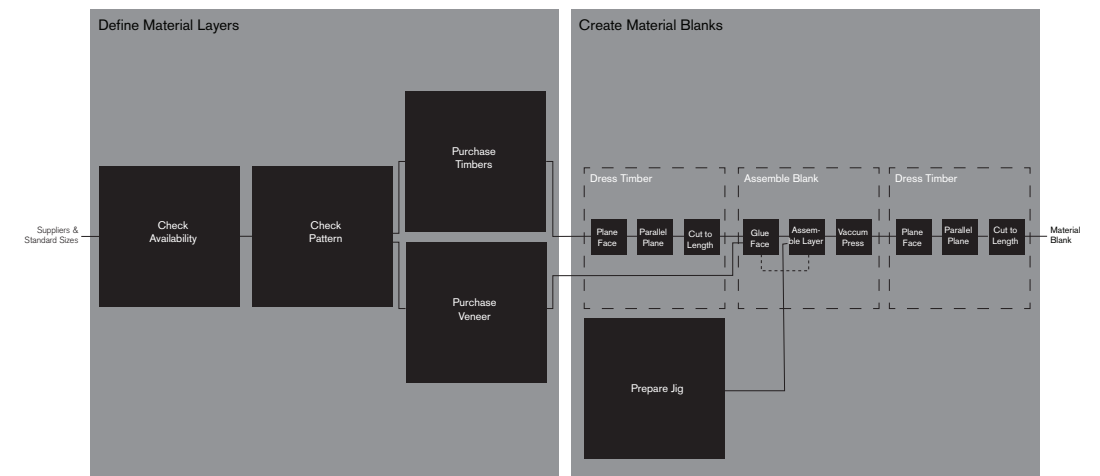 Define Material Layers
Create Material Blanks
Suppliers &
Standard Sizes
Check
Availability
Check
Pattern
Purchase
Timbers
Purchase
Veneer
Dress Timber
Plane
Face
Parallel
Plane
Cut to
Length
Assemble Blank
Glue
Face
Assem-
ble Layer
Vaccum
Press
Dress Timber
Plane
Face
Parallel
Plane
Cut to
Length
Material
Blank
Prepare Jig